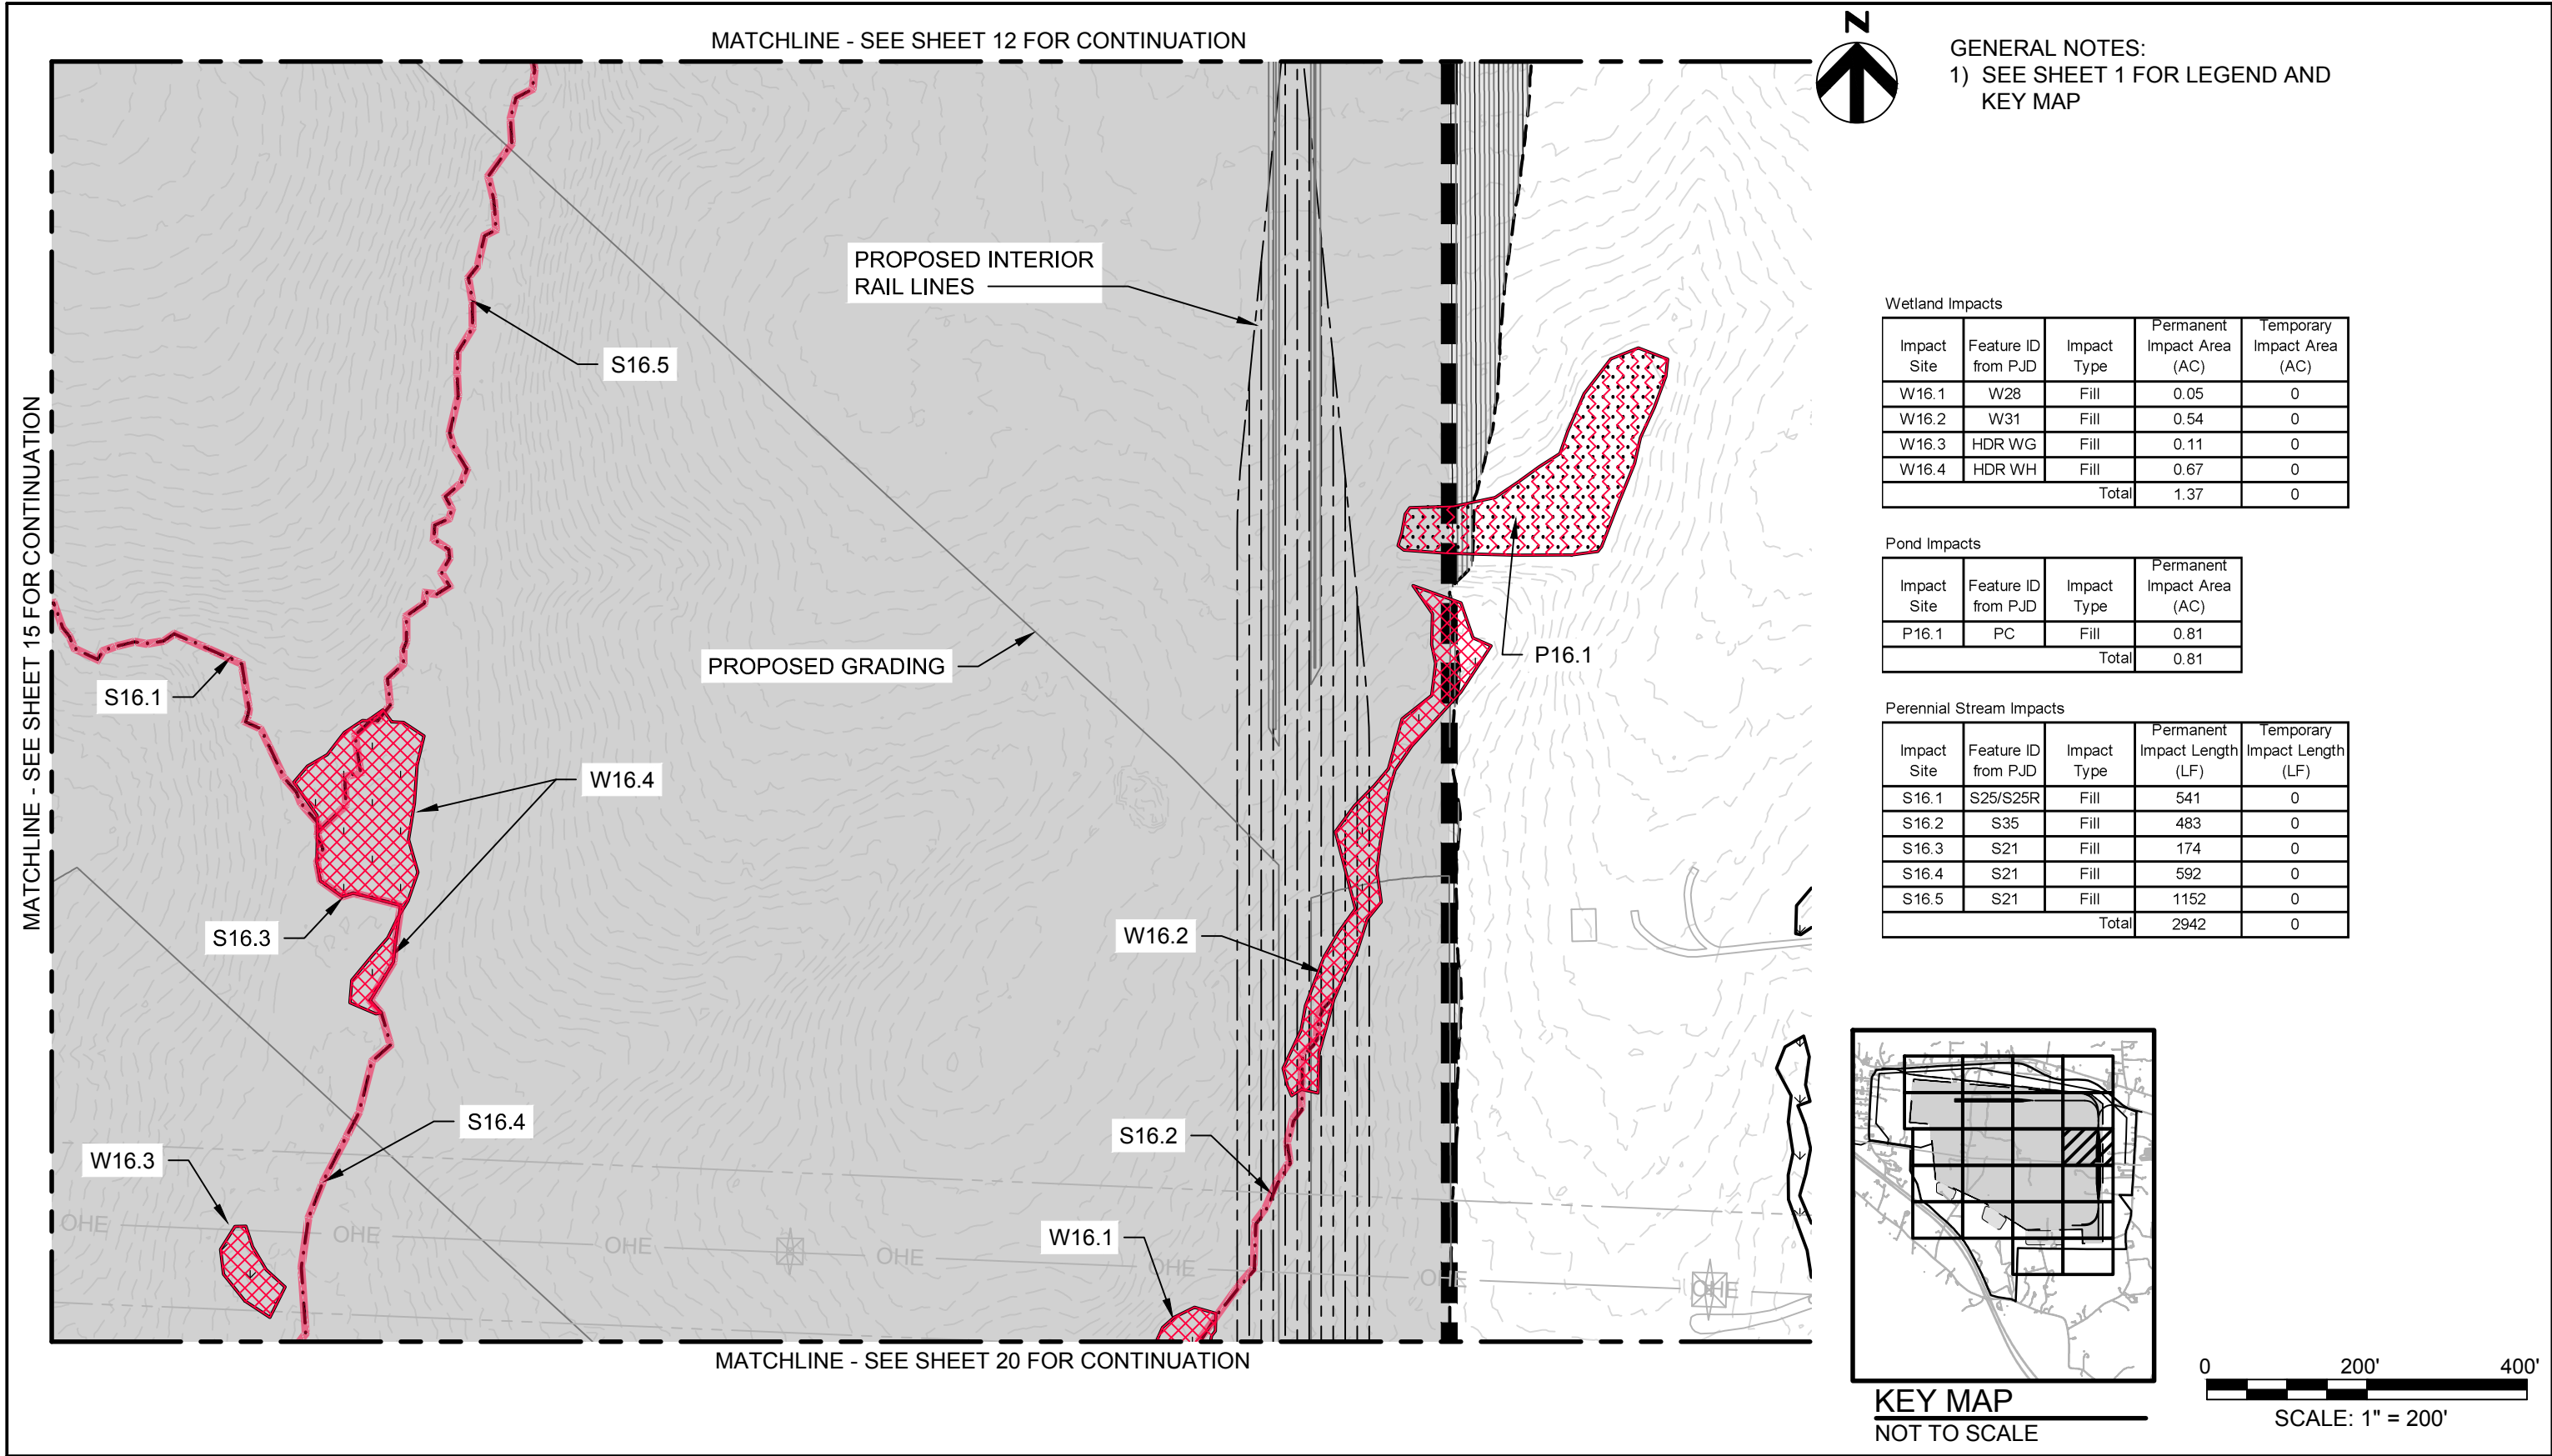 MATCHLINE - SEE SHEET 12 FOR CONTINUATION
N
GENERAL NOTES:
1) SEE SHEET 1 FOR LEGEND AND
KEY MAP
PROPOSED INTERIOR
RAIL LINES
S16.5
MATCHLINE - SEE SHEET 15 FOR CONTINUATION
PROPOSED GRADING
P16.1
S16.1
W16.4
S16.3
W16.2
S16.4
S16.2
W16.3
W16.1
OHE
OHE
OHE
OHE
OHE
OHE
OHE
MATCHLINE - SEE SHEET 20 FOR CONTINUATION
Wetland Impacts
Impact Site Feature ID from PJD Impact Type Permanent Impact Area (AC) Temporary Impact Area (AC)
W16.1 W28 Fill 0.05 0
W16.2 W31 Fill 0.54 0
W16.3 HDR WG Fill 0.11 0
W16.4 HDR WH Fill 0.67 0
Total 1.37 0
Pond Impacts
Impact Site Feature ID from PJD Impact Type Permanent Impact Area (AC)
P16.1 PC Fill 0.81
Total 0.81
Perennial Stream Impacts
Impact Site Feature ID from PJD Impact Type Permanent Impact Length (LF) Temporary Impact Length (LF)
S16.1 S25/S25R Fill 541 0
S16.2 S35 Fill 483 0
S16.3 S21 Fill 174 0
S16.4 S21 Fill 592 0
S16.5 S21 Fill 1152 0
Total 2942 0
KEY MAP
NOT TO SCALE
0 200' 400'
SCALE: 1" = 200'